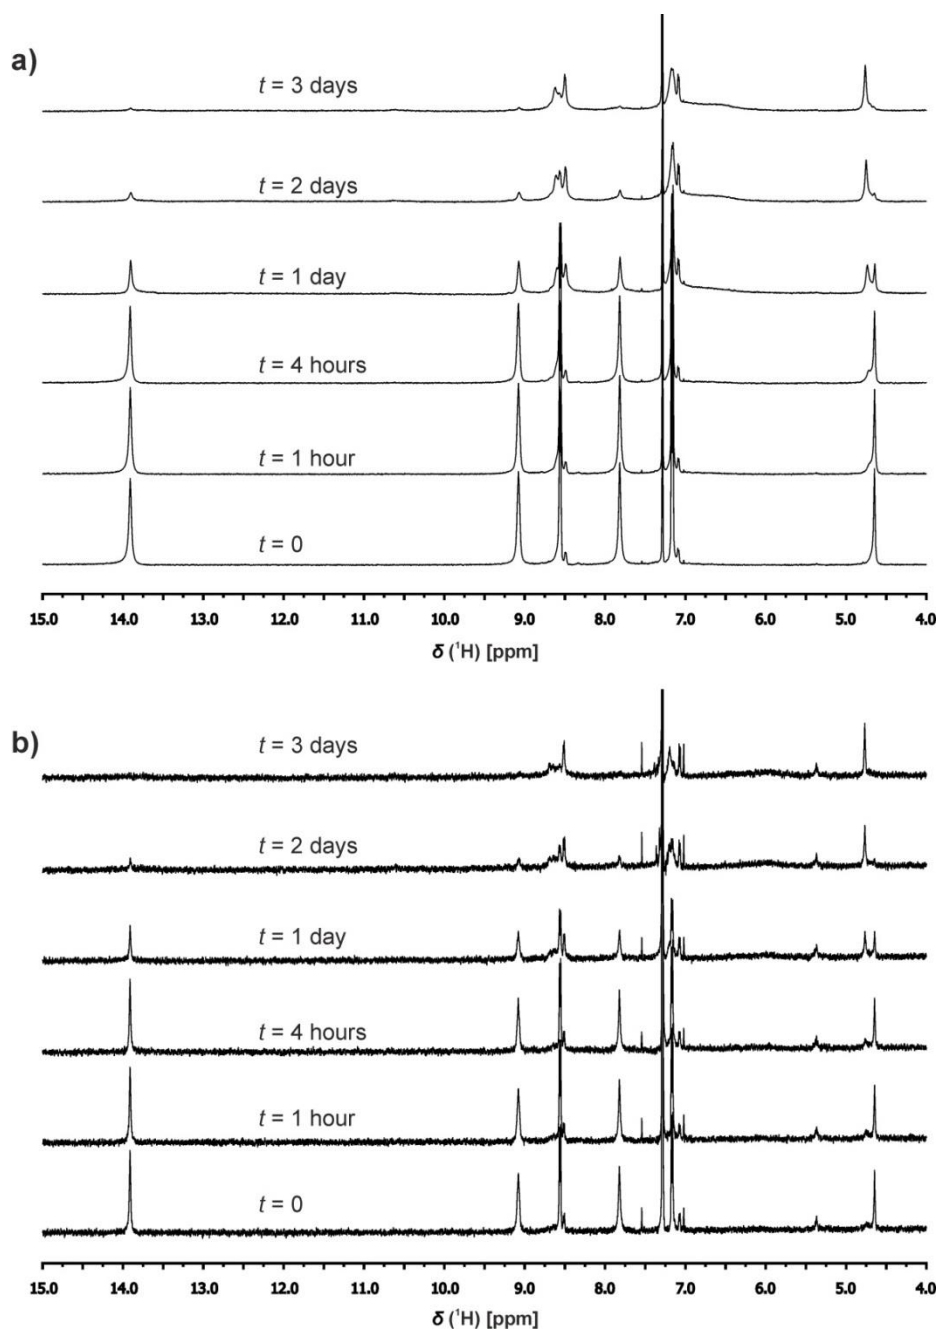 a)
t = 3 days
t = 2 days
t = 1 day
t = 4 hours
t = 1 hour
t = 0
15.0 14.0 13.0 12.0 11.0 10.0 9.0 8.0 7.0 6.0 5.0 4.0
δ (¹H) [ppm]
b)
t = 3 days
t = 2 days
t = 1 day
t = 4 hours
t = 1 hour
t = 0
15.0 14.0 13.0 12.0 11.0 10.0 9.0 8.0 7.0 6.0 5.0 4.0
δ (¹H) [ppm]